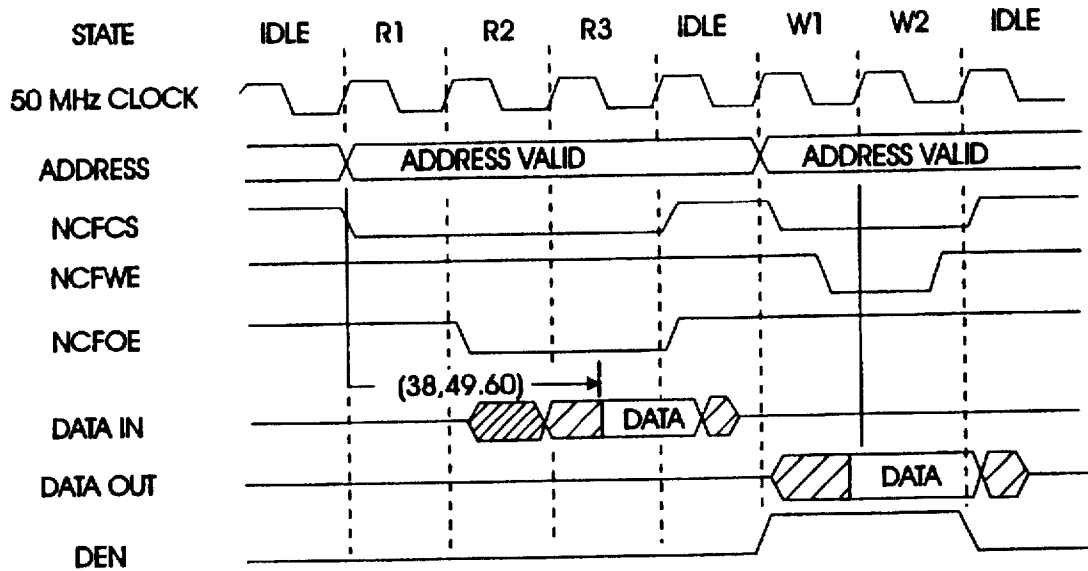 STATE IDLE R1 R2 R3 IDLE W1 W2 IDLE
50 MHz CLOCK
ADDRESS ADDRESS VALID ADDRESS VALID
NCFCS
NCFWE
NCFOE
(38,49.60)
DATA IN DATA
DATA OUT DATA
DEN